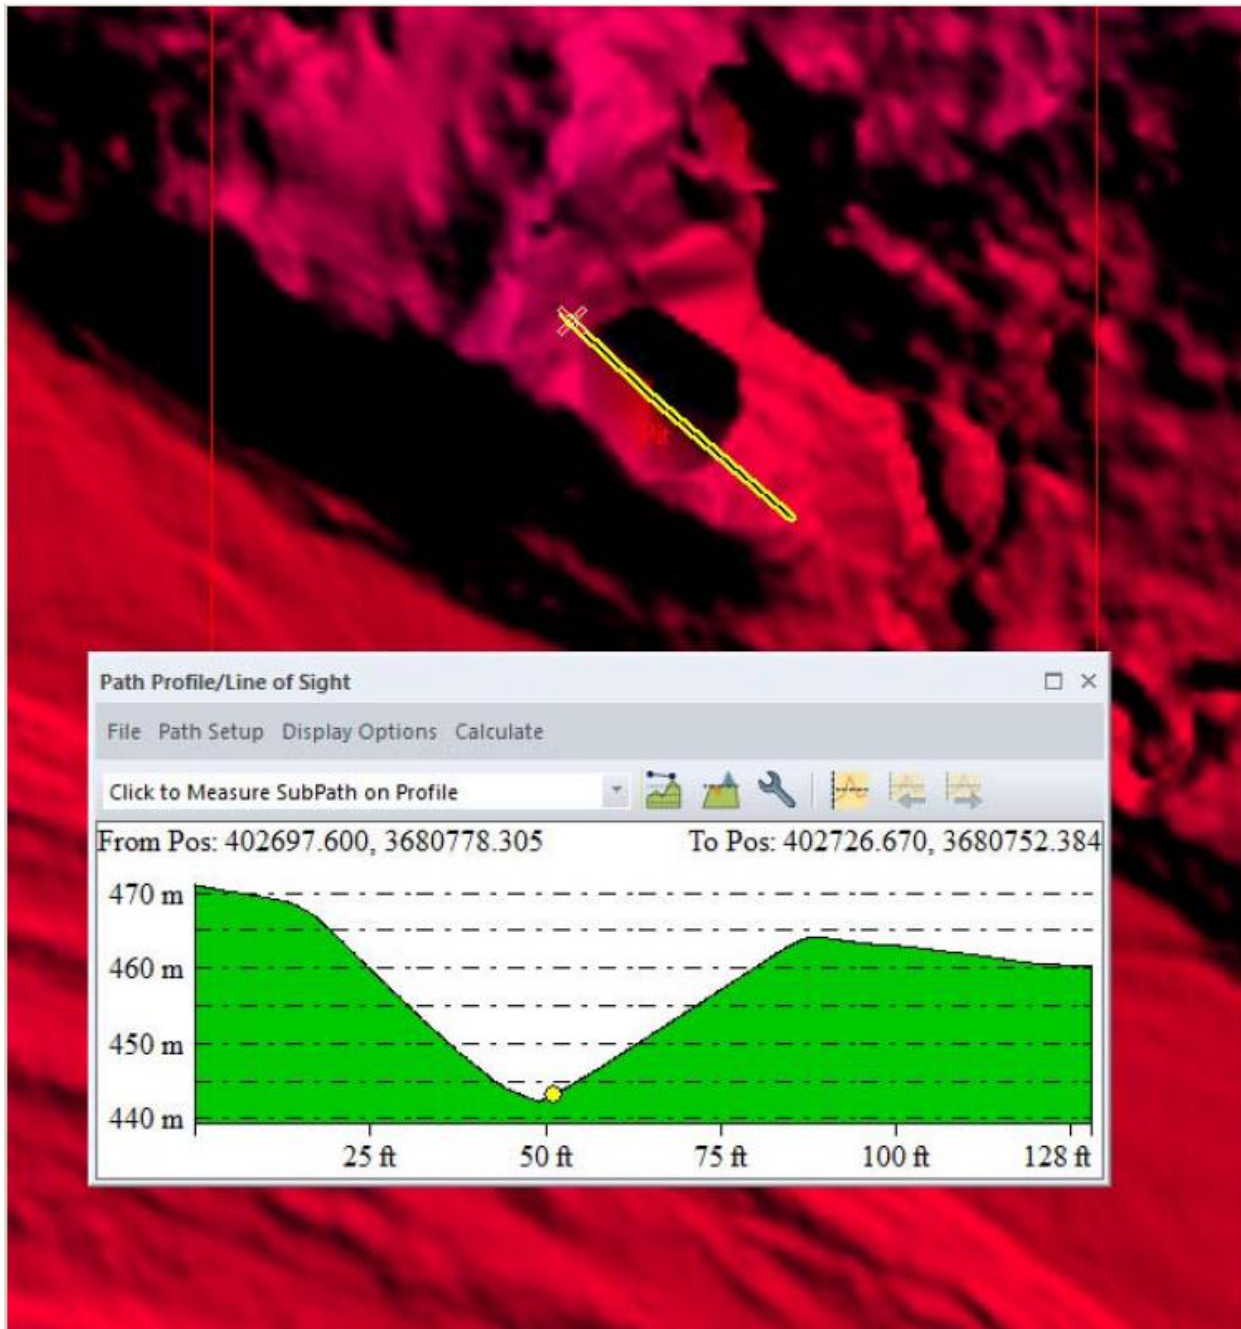 Pit
Path Profile/Line of Sight
File Path Setup Display Options Calculate
Click to Measure SubPath on Profile
From Pos: 402697.600, 3680778.305 To Pos: 402726.670, 3680752.384
470 m
460 m
450 m
440 m
25 ft 50 ft 75 ft 100 ft 128 ft